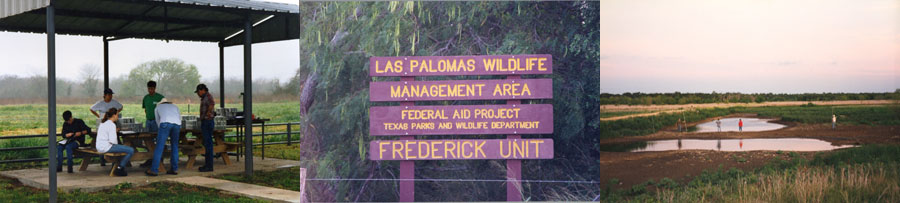 LAS PALOMAS WILDLIFE
MANAGEMENT AREA
FEDERAL AID PROJECT
TEXAS PARKS AND WILDLIFE DEPARTMENT
FREDERICK UNIT